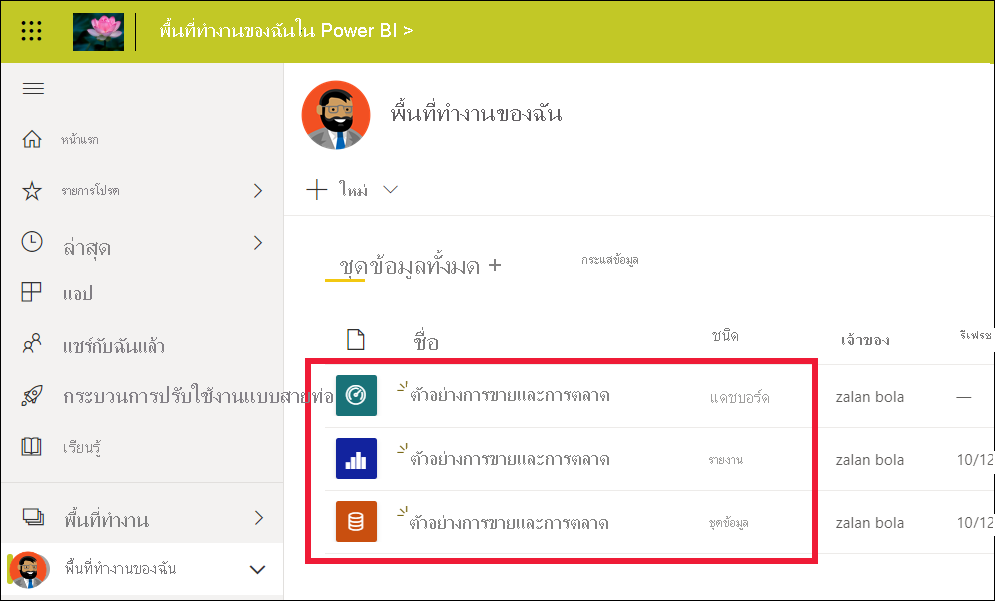 พื้นที่ทำงานของฉันใน Power BI >
พื้นที่ทำงานของฉัน
หน้าแรก
รายการโปรด
ใหม่
ล่าสุด
ชุดข้อมูลทั้งหมด +
กระแสข้อมูล
แอป
แชร์กับฉันแล้ว
ชื่อ
ชนิด
เจ้าของ
รีเฟรช
กระบวนการปรับใช้งานแบบสายท่อ
ตัวอย่างการขายและการตลาด
แดชบอร์ด
zalan bola
—
เรียนรู้
ตัวอย่างการขายและการตลาด
รายงาน
zalan bola
10/12
พื้นที่ทำงาน
ตัวอย่างการขายและการตลาด
ชุดข้อมูล
zalan bola
10/12
พื้นที่ทำงานของฉัน